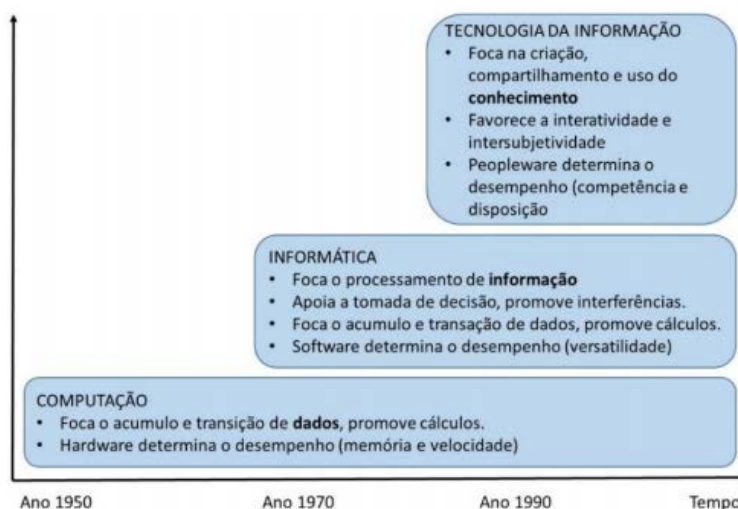 TECNOLOGIA DA INFORMAÇÃO
• Foca na criação,
compartilhamento e uso do
conhecimento
• Favorece a interatividade e
intersubjetividade
• Peopleware determina o
desempenho (competência e
disposição
INFORMÁTICA
• Foca o processamento de informação
• Apoia a tomada de decisão, promove interferências.
• Foca o acumulo e transação de dados, promove cálculos.
• Software determina o desempenho (versatilidade)
COMPUTAÇÃO
• Foca o acumulo e transição de dados, promove cálculos.
• Hardware determina o desempenho (memória e velocidade)
Ano 1950 Ano 1970 Ano 1990 Tempo